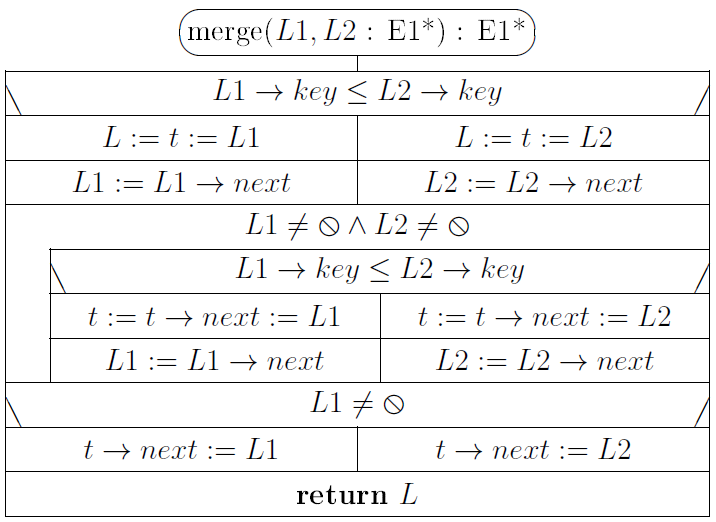 merge(L1, L2 : E1*) : E1*
L1 → key ≤ L2 → key
L := t := L1
L := t := L2
L1 := L1 → next
L2 := L2 → next
L1 ≠ ⦸ ∧ L2 ≠ ⦸
L1 → key ≤ L2 → key
t := t → next := L1
t := t → next := L2
L1 := L1 → next
L2 := L2 → next
L1 ≠ ⦸
t → next := L1
t → next := L2
return L